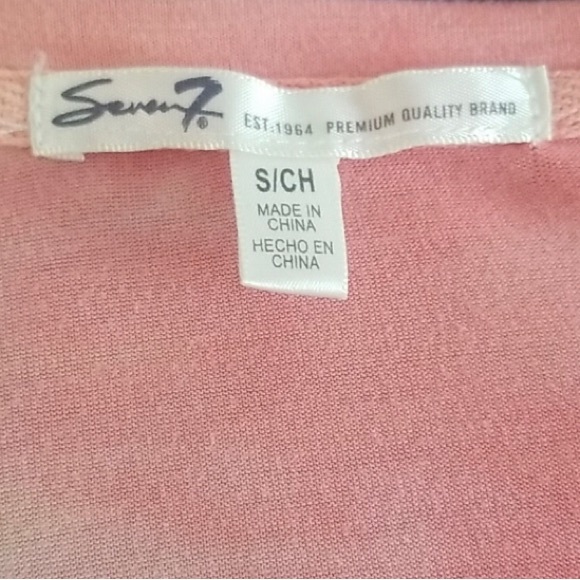 Seven7® EST.1964 PREMIUM QUALITY BRAND
S/CH
MADE IN
CHINA
HECHO EN
CHINA